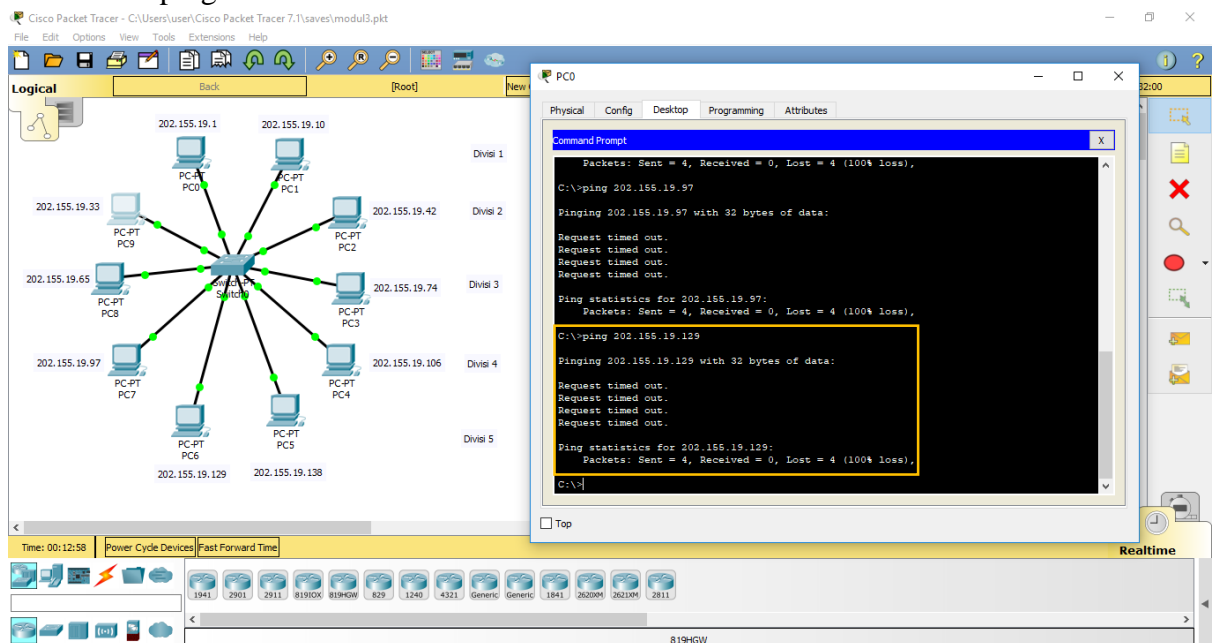 ping
Cisco Packet Tracer - C:\Users\user\Cisco Packet Tracer 7.1\saves\modul3.pkt
File Edit Options View Tools Extensions Help
Logical
Back
[Root]
New
32:00
202.155.19.1
202.155.19.10
Divisi 1
PC-PT
PC0
PC-PT
PC1
202.155.19.33
202.155.19.42
Divisi 2
PC-PT
PC9
PC-PT
PC2
202.155.19.65
Switch-PT
Switch0
202.155.19.74
Divisi 3
PC-PT
PC8
PC-PT
PC3
202.155.19.97
202.155.19.106
Divisi 4
PC-PT
PC7
PC-PT
PC4
PC-PT
PC6
PC-PT
PC5
Divisi 5
202.155.19.129
202.155.19.138
PC0
Physical Config Desktop Programming Attributes
Command Prompt
X
Packets: Sent = 4, Received = 0, Lost = 4 (100% loss),
C:\>ping 202.155.19.97
Pinging 202.155.19.97 with 32 bytes of data:
Request timed out.
Request timed out.
Request timed out.
Request timed out.
Ping statistics for 202.155.19.97:
Packets: Sent = 4, Received = 0, Lost = 4 (100% loss),
C:\>ping 202.155.19.129
Pinging 202.155.19.129 with 32 bytes of data:
Request timed out.
Request timed out.
Request timed out.
Request timed out.
Ping statistics for 202.155.19.129:
Packets: Sent = 4, Received = 0, Lost = 4 (100% loss),
C:\>
Top
Time: 00:12:58 Power Cycle Devices Fast Forward Time
Realtime
1941 2901 2911 819IOX 819HGW 829 1240 4321 Generic Generic 1841 2620XM 2621XM 2811
819HGW